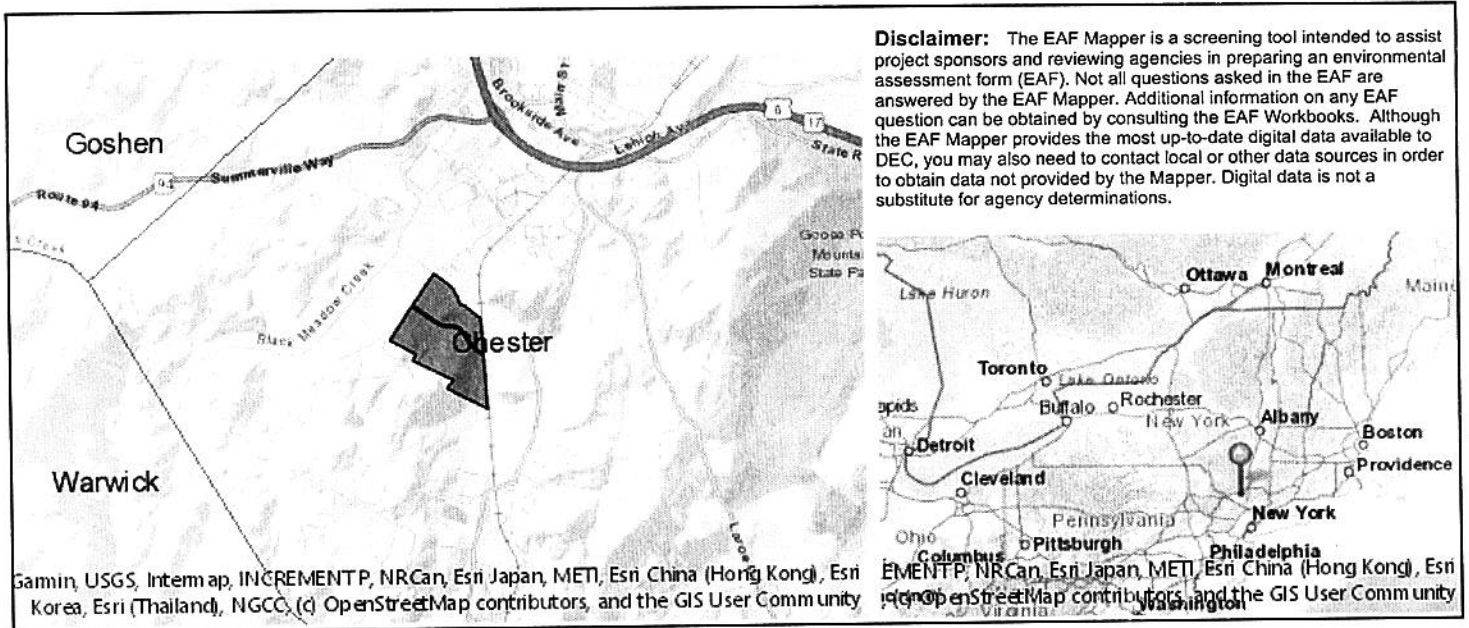 Disclaimer: The EAF Mapper is a screening tool intended to assist
project sponsors and reviewing agencies in preparing an environmental
assessment form (EAF). Not all questions asked in the EAF are
answered by the EAF Mapper. Additional information on any EAF
question can be obtained by consulting the EAF Workbooks. Although
the EAF Mapper provides the most up-to-date digital data available to
DEC, you may also need to contact local or other data sources in order
to obtain data not provided by the Mapper. Digital data is not a
substitute for agency determinations.
Goshen
Route 94
94
Summerville Way
Brookside Ave
Main St
Lehigh Av
6
17
State R
Mounta
State Pa
Black Meadow Creek
Chester
Warwick
Garmin, USGS, Intermap, INCREMENT P, NRCan, Esri Japan, METI, Esri China (Hong Kong), Esri
Korea, Esri (Thailand), NGCC, (c) OpenStreetMap contributors, and the GIS User Community
Ottawa
Montreal
Main
Lake Huron
Toronto
Lake Ontario
apids
Buffalo
Rochester
New York
Albany
an
Detroit
Boston
Providence
Cleveland
New York
Pennsylvania
Ohio
Pittsburgh
Columbus
Philadelphia
EMENT P, NRCan, Esri Japan, METI, Esri China (Hong Kong), Esri
, (c) OpenStreetMap contributors, and the GIS User Community
Washington
Virginia